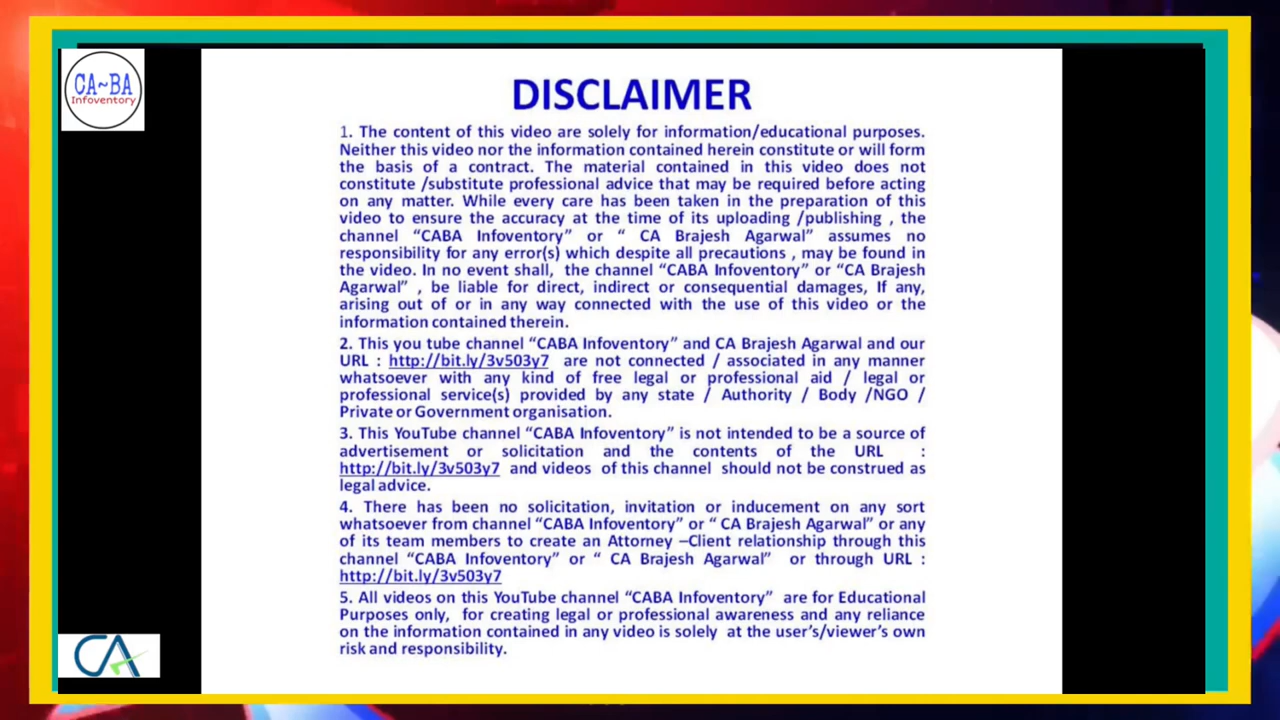 CA~BA
Infoventory
DISCLAIMER
1. The content of this video are solely for information/educational purposes.
Neither this video nor the information contained herein constitute or will form
the basis of a contract. The material contained in this video does not
constitute /substitute professional advice that may be required before acting
on any matter. While every care has been taken in the preparation of this
video to ensure the accuracy at the time of its uploading /publishing , the
channel “CABA Infoventory” or “ CA Brajesh Agarwal” assumes no
responsibility for any error(s) which despite all precautions , may be found in
the video. In no event shall, the channel “CABA Infoventory” or “CA Brajesh
Agarwal” , be liable for direct, indirect or consequential damages, If any,
arising out of or in any way connected with the use of this video or the
information contained therein.
2. This you tube channel “CABA Infoventory” and CA Brajesh Agarwal and our
URL : http://bit.ly/3v503y7 are not connected / associated in any manner
whatsoever with any kind of free legal or professional aid / legal or
professional service(s) provided by any state / Authority / Body /NGO /
Private or Government organisation.
3. This YouTube channel “CABA Infoventory” is not intended to be a source of
advertisement or solicitation and the contents of the URL :
http://bit.ly/3v503y7 and videos of this channel should not be construed as
legal advice.
4. There has been no solicitation, invitation or inducement on any sort
whatsoever from channel “CABA Infoventory” or “ CA Brajesh Agarwal” or any
of its team members to create an Attorney –Client relationship through this
channel “CABA Infoventory” or “ CA Brajesh Agarwal” or through URL :
http://bit.ly/3v503y7
5. All videos on this YouTube channel “CABA Infoventory” are for Educational
Purposes only, for creating legal or professional awareness and any reliance
on the information contained in any video is solely at the user’s/viewer’s own
risk and responsibility.
CA